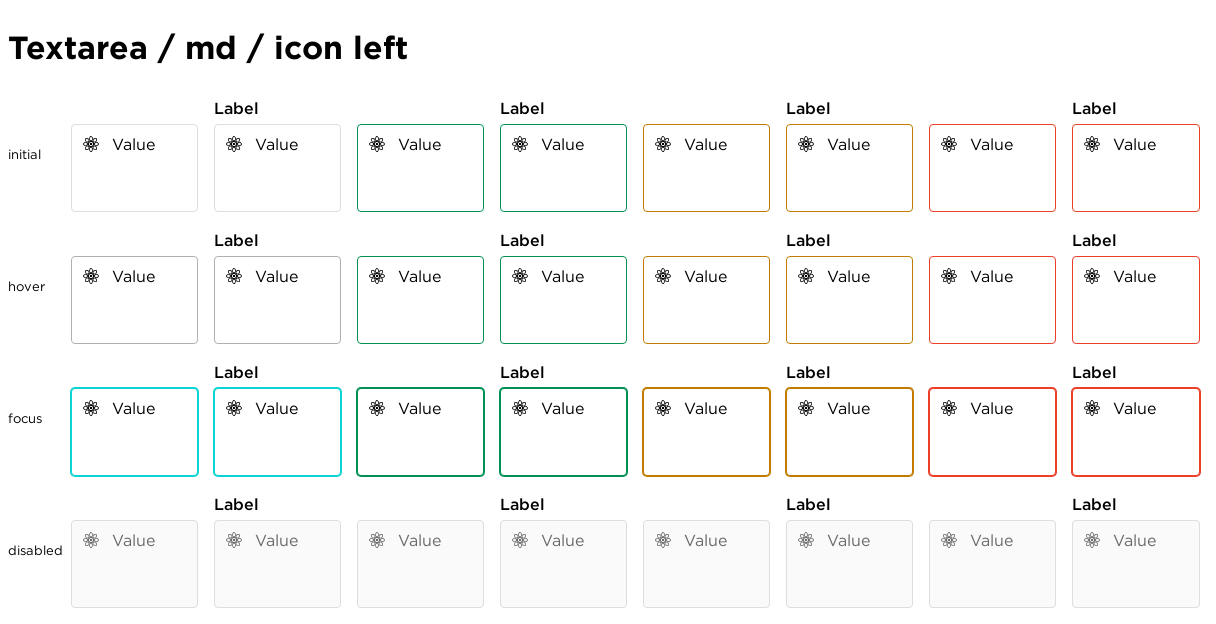 Textarea / md / icon left
Label Label Label Label
initial Value Value Value Value Value Value Value Value
Label Label Label Label
hover Value Value Value Value Value Value Value Value
Label Label Label Label
focus Value Value Value Value Value Value Value Value
Label Label Label Label
disabled Value Value Value Value Value Value Value Value